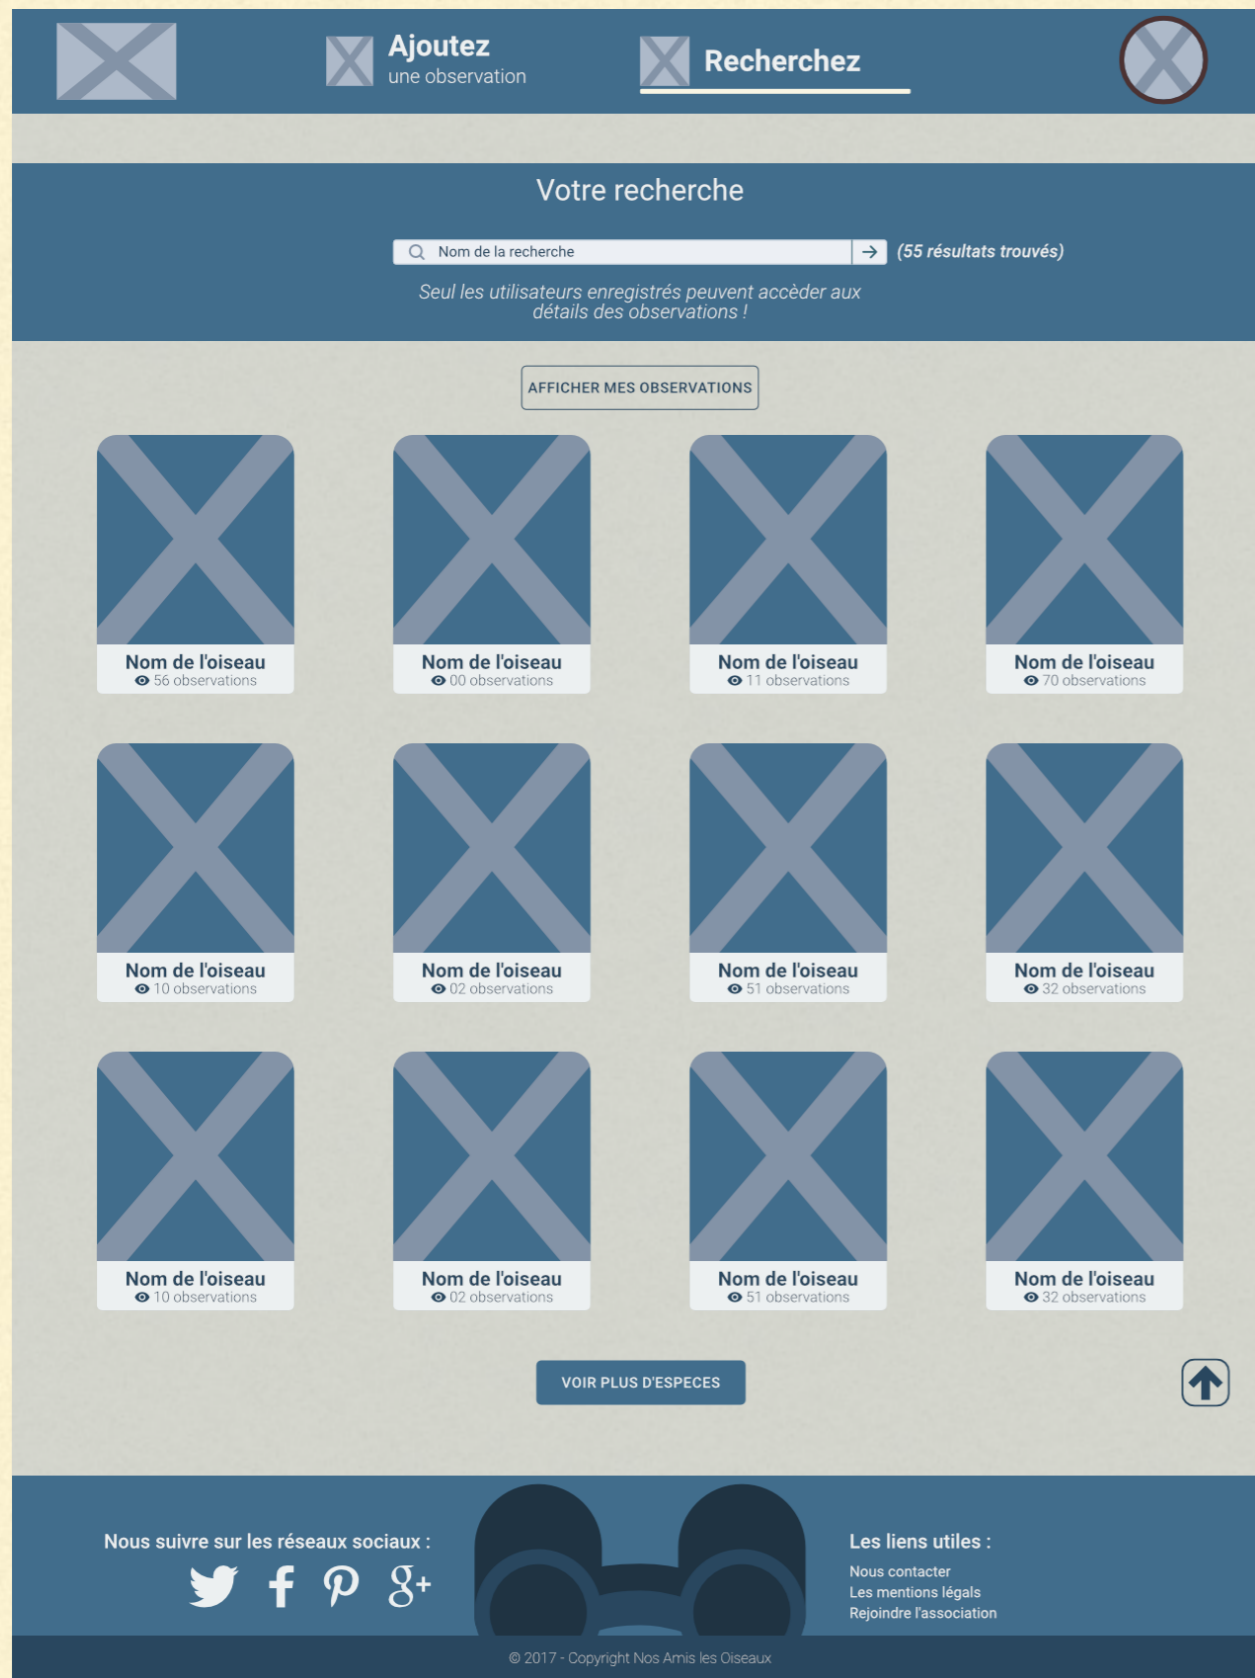 Ajoutez
une observation
Recherchez
Votre recherche
Nom de la recherche
(55 résultats trouvés)
Seul les utilisateurs enregistrés peuvent accèder aux
détails des observations !
AFFICHER MES OBSERVATIONS
Nom de l'oiseau
56 observations
Nom de l'oiseau
00 observations
Nom de l'oiseau
11 observations
Nom de l'oiseau
70 observations
Nom de l'oiseau
10 observations
Nom de l'oiseau
02 observations
Nom de l'oiseau
51 observations
Nom de l'oiseau
32 observations
Nom de l'oiseau
10 observations
Nom de l'oiseau
02 observations
Nom de l'oiseau
51 observations
Nom de l'oiseau
32 observations
VOIR PLUS D'ESPECES
Nous suivre sur les réseaux sociaux :
Les liens utiles :
Nous contacter
Les mentions légals
Rejoindre l'association
© 2017 - Copyright Nos Amis les Oiseaux